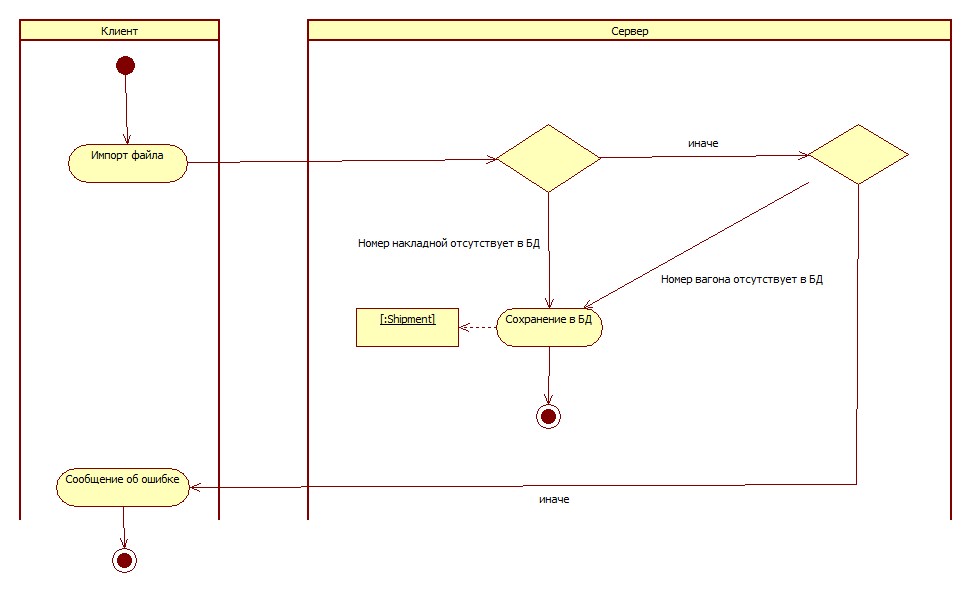 Клиент
Сервер
иначе
Импорт файла
Номер накладной отсутствует в БД
Номер вагона отсутствует в БД
[:Shipment]
Сохранение в БД
Сообщение об ошибке
иначе